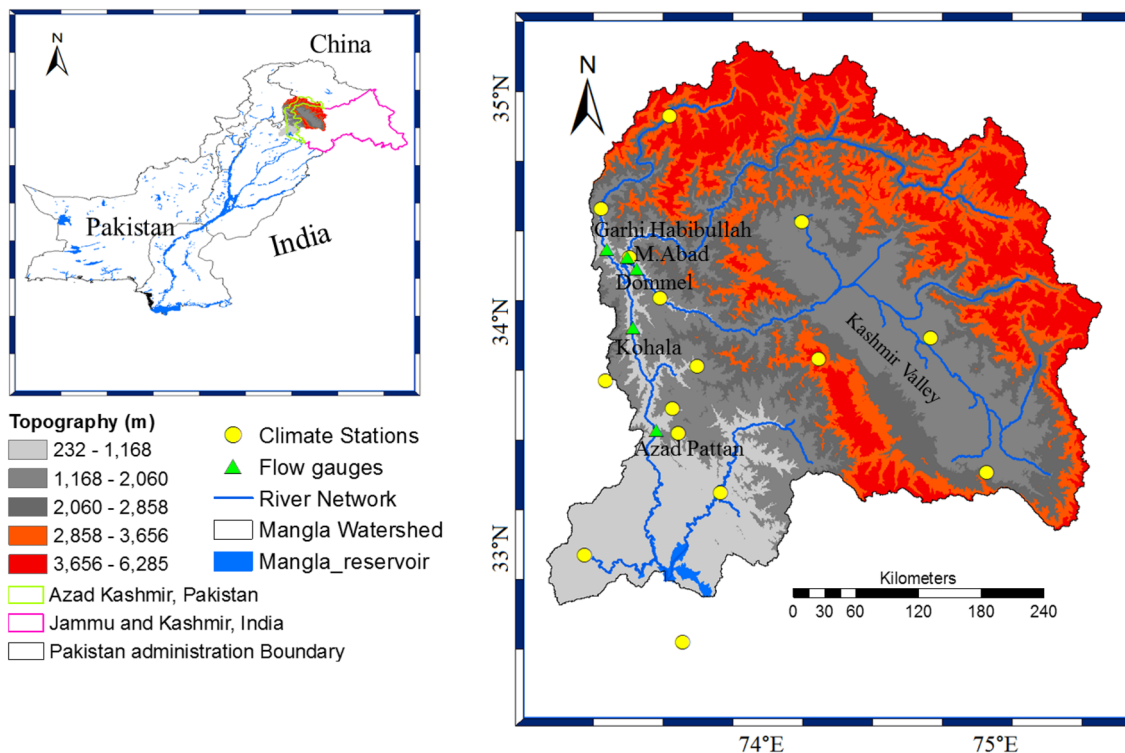 N
China
Pakistan
India
Topography (m)
232 - 1,168
1,168 - 2,060
2,060 - 2,858
2,858 - 3,656
3,656 - 6,285
Azad Kashmir, Pakistan
Jammu and Kashmir, India
Pakistan administration Boundary
Climate Stations
Flow gauges
River Network
Mangla Watershed
Mangla_reservoir
N
35°N
34°N
33°N
Garhi Habibullah
M.Abad
Dommel
Kohala
Kashmir Valley
Azad Pattan
Kilometers
0 30 60 120 180 240
74°E
75°E